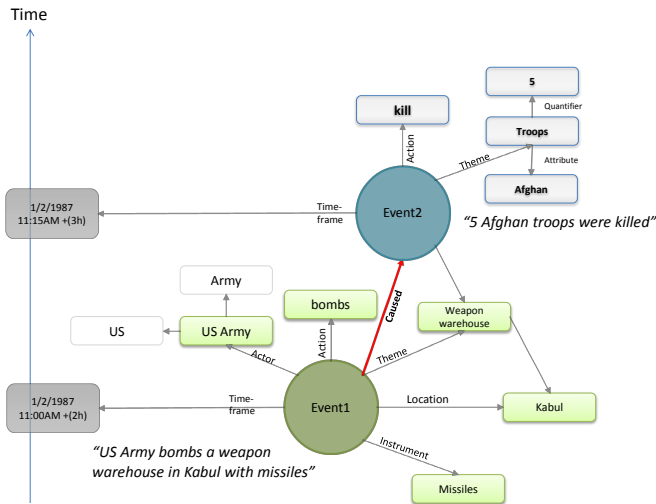 Time
5
kill
Quantifier
Troops
Action
Theme
Attribute
Afghan
1/2/1987
11:15AM +(3h)
Time-
frame
Event2
“5 Afghan troops were killed”
Army
bombs
Caused
US
US Army
Weapon
warehouse
Actor
Action
Theme
1/2/1987
11:00AM +(2h)
Time-
frame
Event1
Location
Kabul
“US Army bombs a weapon
warehouse in Kabul with missiles”
Instrument
Missiles